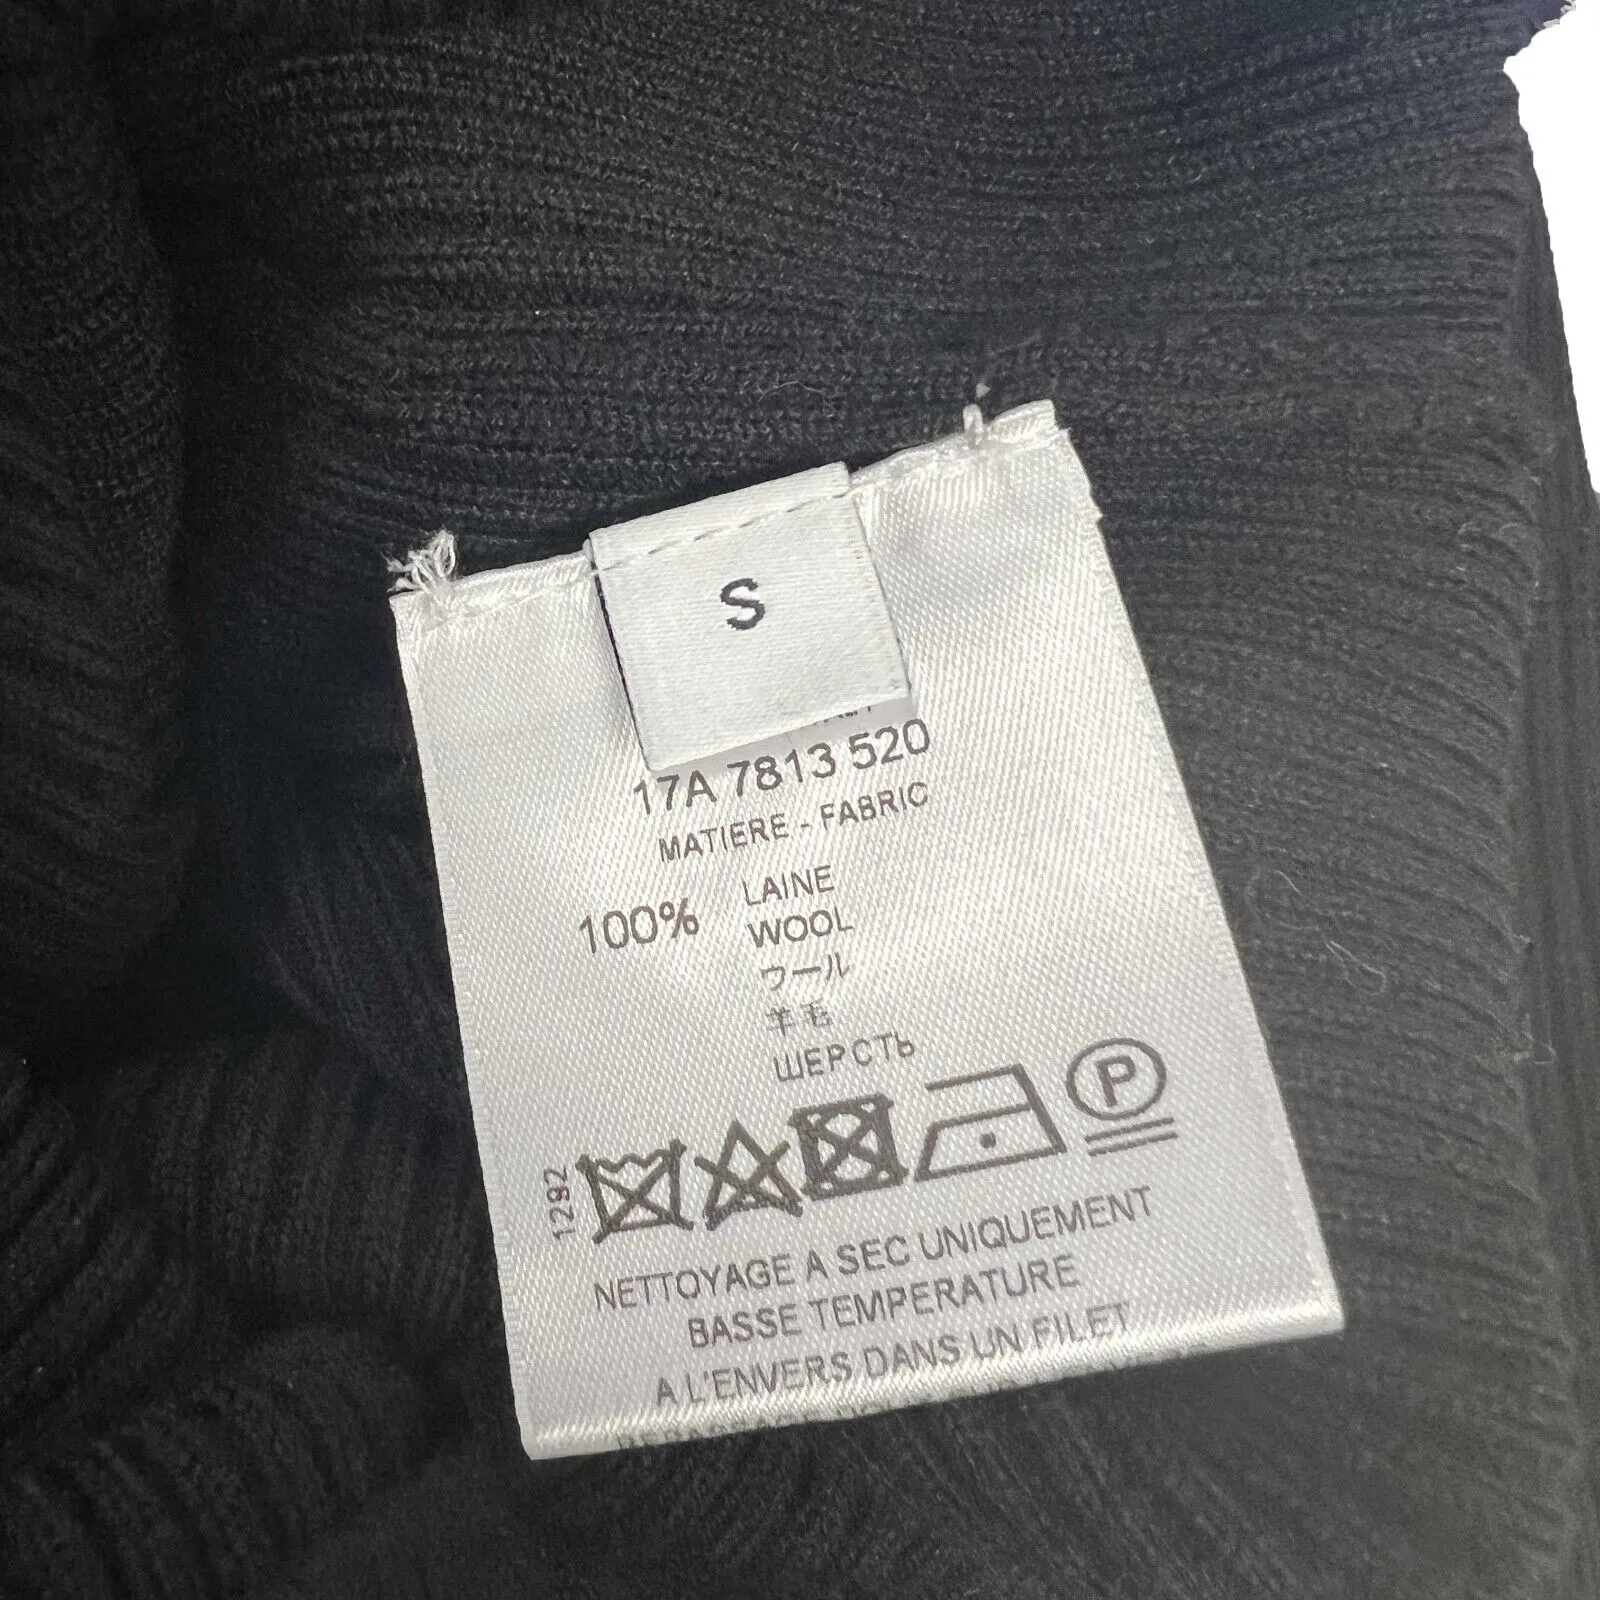 S
17A 7813 520
MATIERE - FABRIC
100%
LAINE
WOOL
ウール
羊毛
ШЕРСТЬ
P
1292
NETTOYAGE A SEC UNIQUEMENT
BASSE TEMPERATURE
A L'ENVERS DANS UN FILET